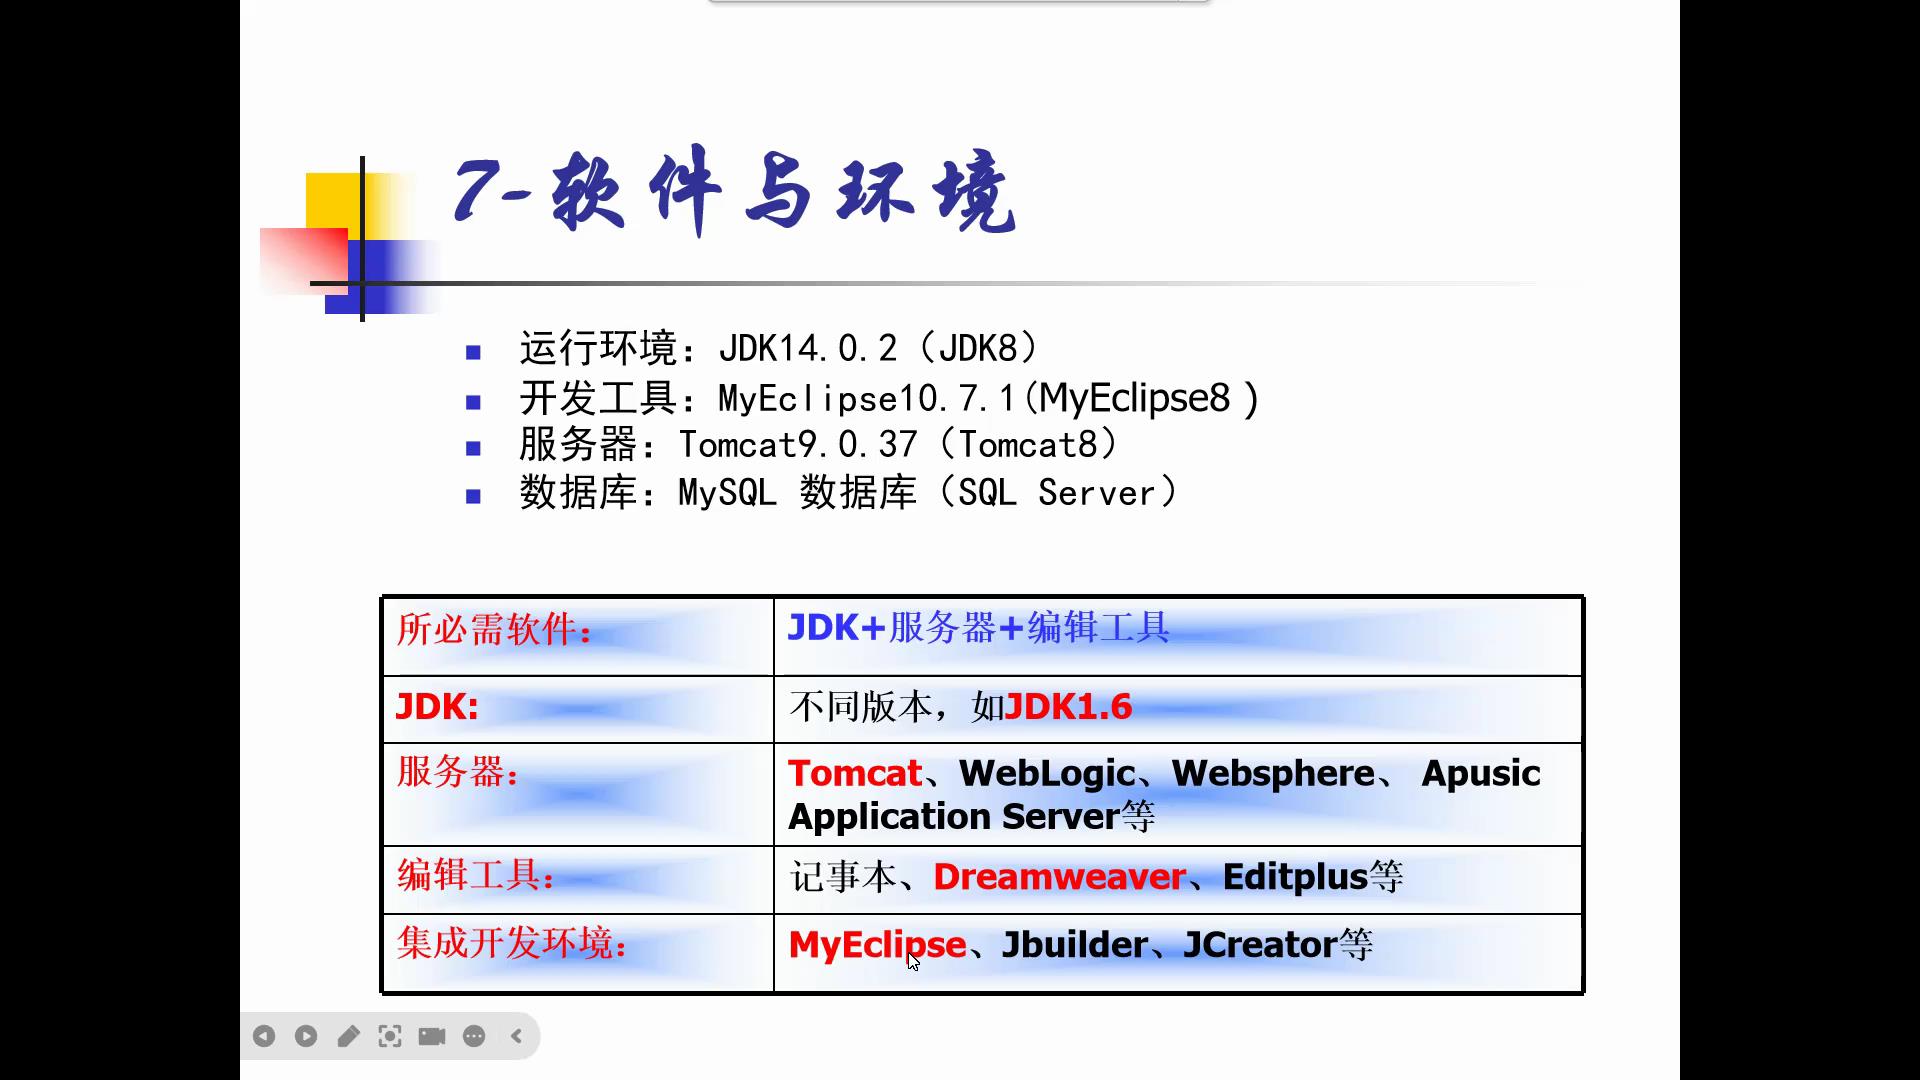 7-软件与环境
运行环境：JDK14.0.2（JDK8）
开发工具：MyEclipse10.7.1(MyEclipse8 )
服务器：Tomcat9.0.37（Tomcat8）
数据库：MySQL 数据库（SQL Server）
所必需软件：
JDK+服务器+编辑工具
JDK:
不同版本，如JDK1.6
服务器：
Tomcat、WebLogic、Websphere、 Apusic
Application Server等
编辑工具：
记事本、Dreamweaver、Editplus等
集成开发环境：
MyEclipse、Jbuilder、JCreator等